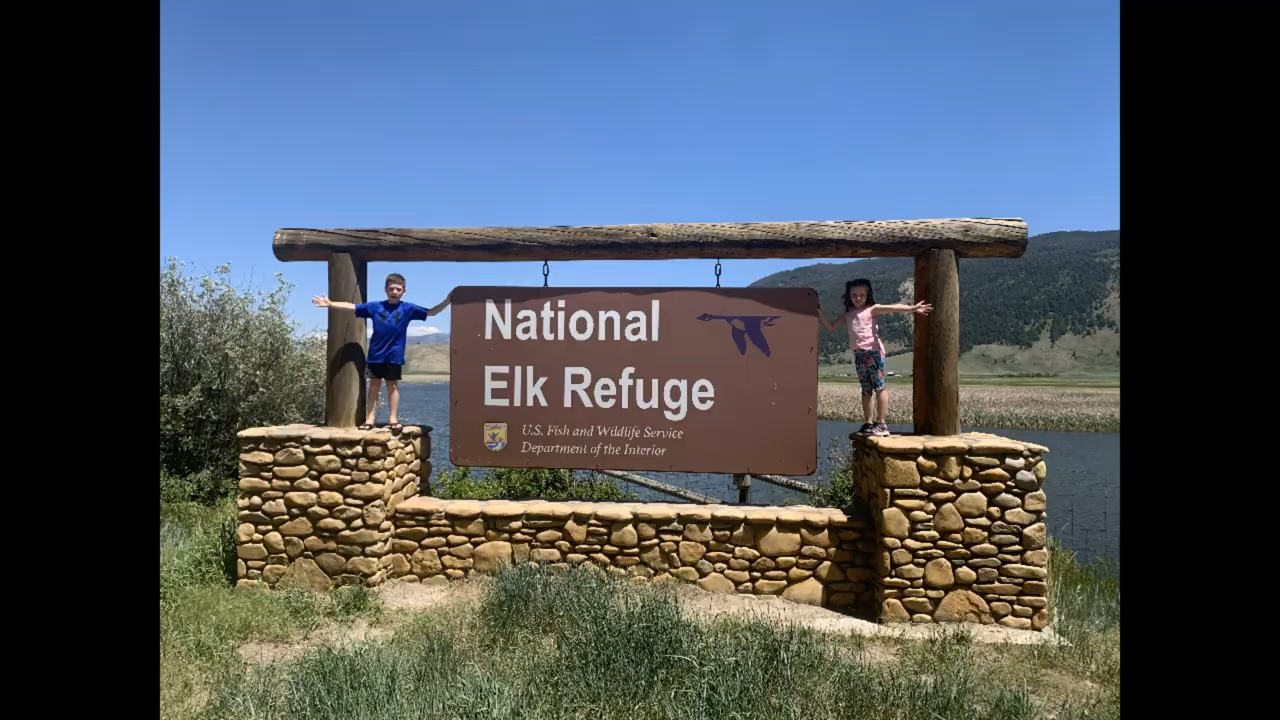 National
Elk Refuge
U.S. Fish and Wildlife Service
Department of the Interior